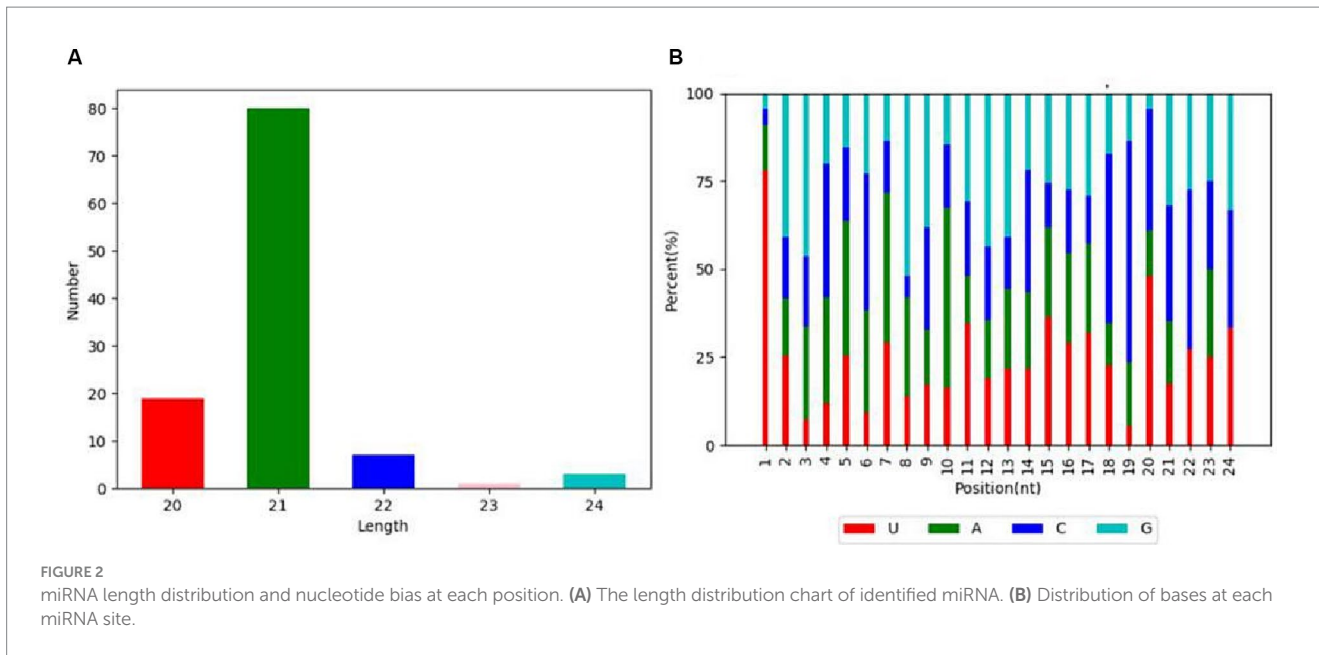 A
80
70
60
50
40
30
20
10
0
Number
20 21 22 23 24
Length
B
100
75
50
25
0
Percent(%)
1 2 3 4 5 6 7 8 9 10 11 12 13 14 15 16 17 18 19 20 21 22 23 24
Position(nt)
U A C G
FIGURE 2
miRNA length distribution and nucleotide bias at each position. (A) The length distribution chart of identified miRNA. (B) Distribution of bases at each
miRNA site.